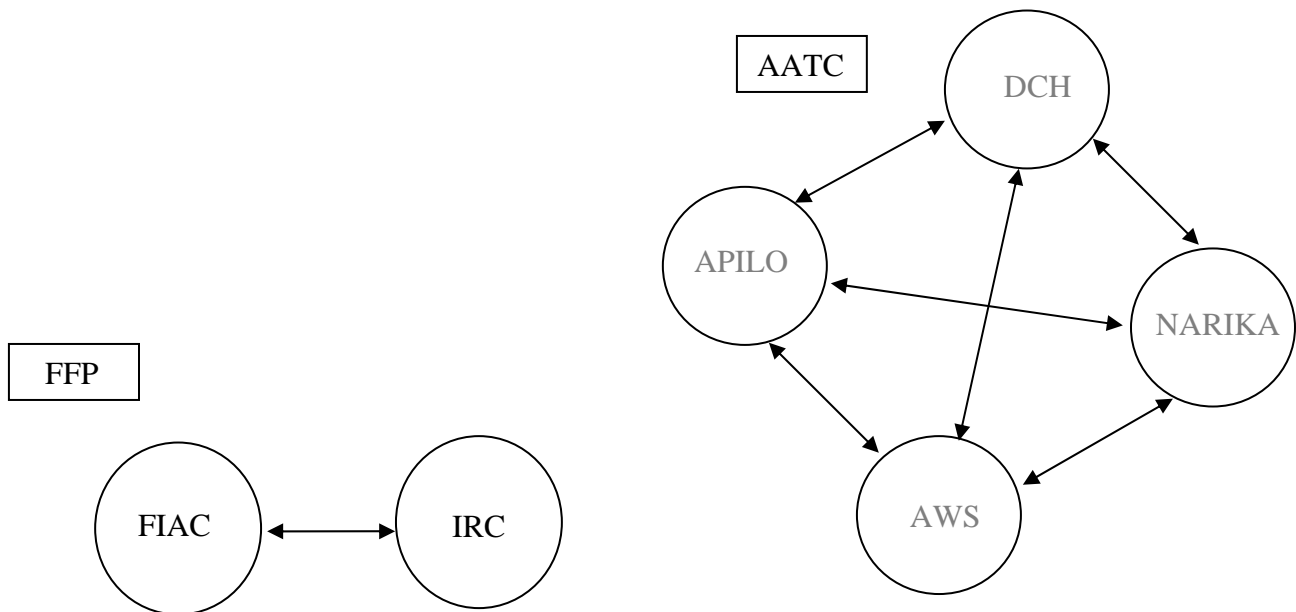 AATC
DCH
APILO
NARIKA
FFP
FIAC
IRC
AWS